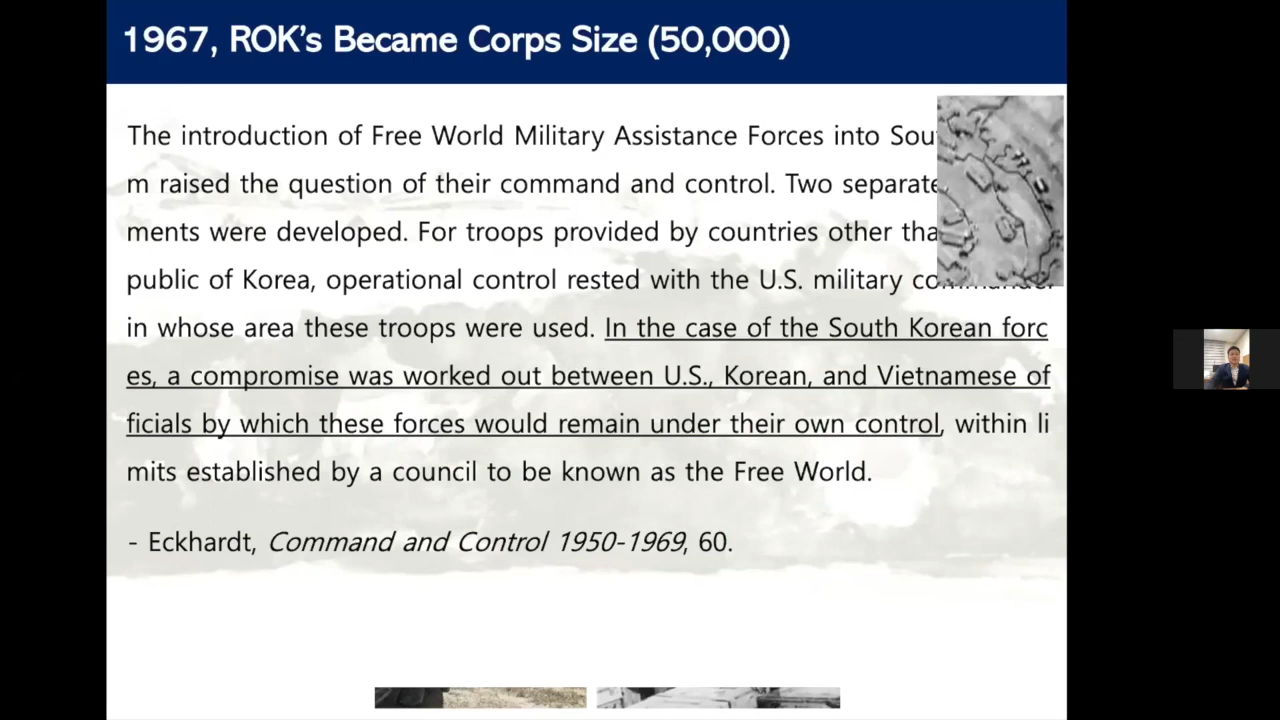 1967, ROK's Became Corps Size (50,000)
The introduction of Free World Military Assistance Forces into Sou
m raised the question of their command and control. Two separate
ments were developed. For troops provided by countries other tha
public of Korea, operational control rested with the U.S. military
in whose area these troops were used. In the case of the South Korean forc
es, a compromise was worked out between U.S., Korean, and Vietnamese of
ficials by which these forces would remain under their own control, within li
mits established by a council to be known as the Free World.
- Eckhardt, Command and Control 1950-1969, 60.